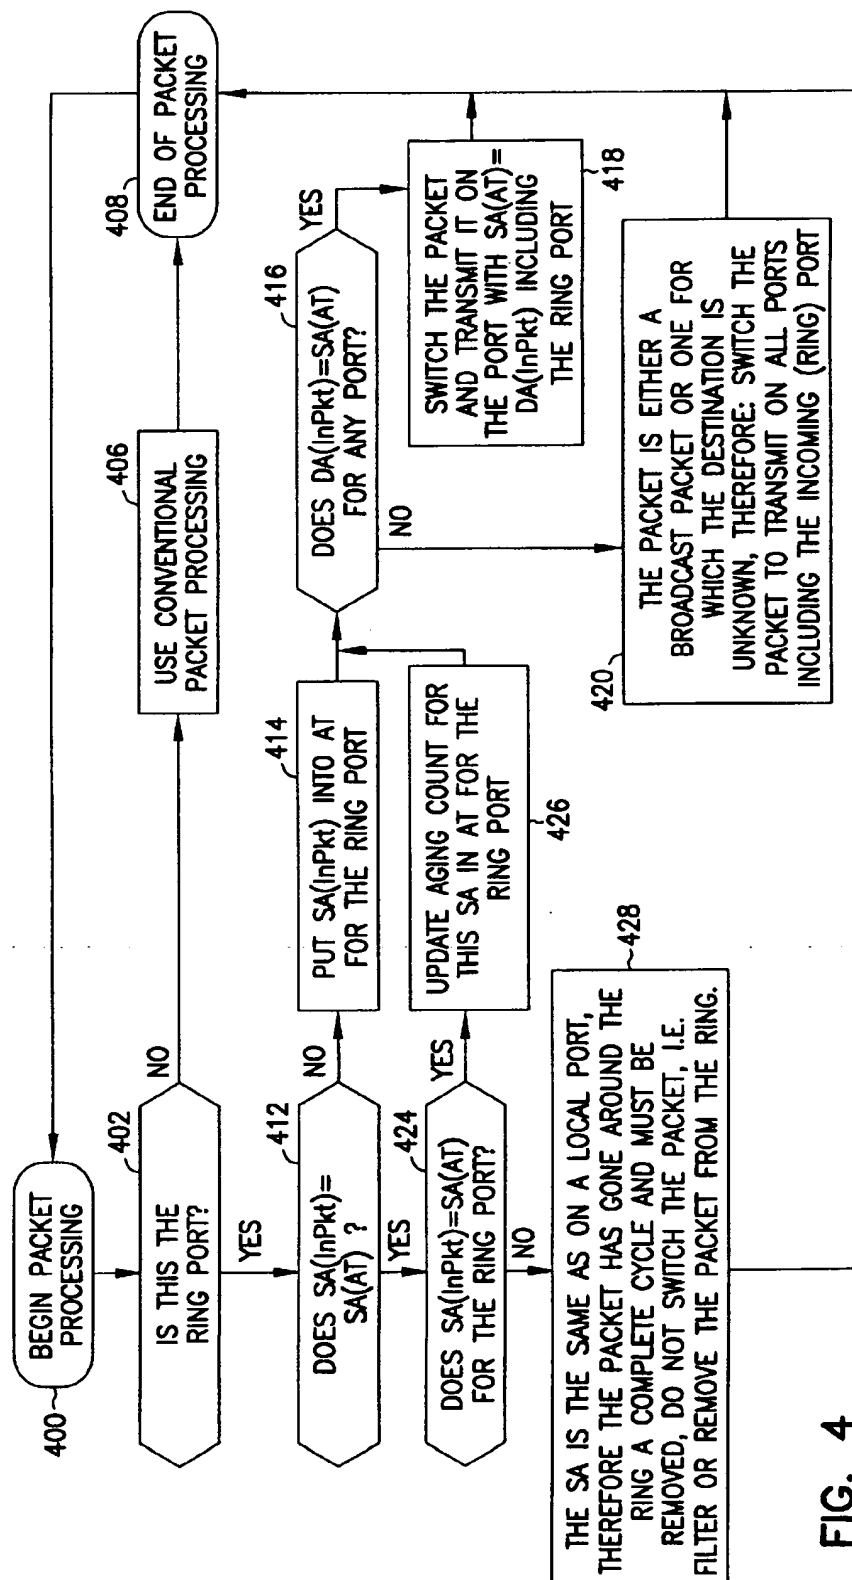 BEGIN PACKET
PROCESSING
400
IS THIS THE
RING PORT?
402
NO
YES
USE CONVENTIONAL
PACKET PROCESSING
406
END OF PACKET
PROCESSING
408
DOES SA(InPkt)=
SA(AT) ?
412
NO
YES
PUT SA(InPkt) INTO AT
FOR THE RING PORT
414
DOES DA(InPkt)=SA(AT)
FOR ANY PORT?
416
YES
NO
SWITCH THE PACKET
AND TRANSMIT IT ON
THE PORT WITH SA(AT)=
DA(InPkt) INCLUDING
THE RING PORT
418
DOES SA(InPkt)=SA(AT)
FOR THE RING PORT?
424
YES
NO
UPDATE AGING COUNT FOR
THIS SA IN AT FOR THE
RING PORT
426
THE PACKET IS EITHER A
BROADCAST PACKET OR ONE FOR
WHICH THE DESTINATION IS
UNKNOWN, THEREFORE: SWITCH THE
PACKET TO TRANSMIT ON ALL PORTS
INCLUDING THE INCOMING (RING) PORT
420
THE SA IS THE SAME AS ON A LOCAL PORT,
THEREFORE THE PACKET HAS GONE AROUND THE
RING A COMPLETE CYCLE AND MUST BE
REMOVED, DO NOT SWITCH THE PACKET, I.E.
FILTER OR REMOVE THE PACKET FROM THE RING.
428
FIG. 4